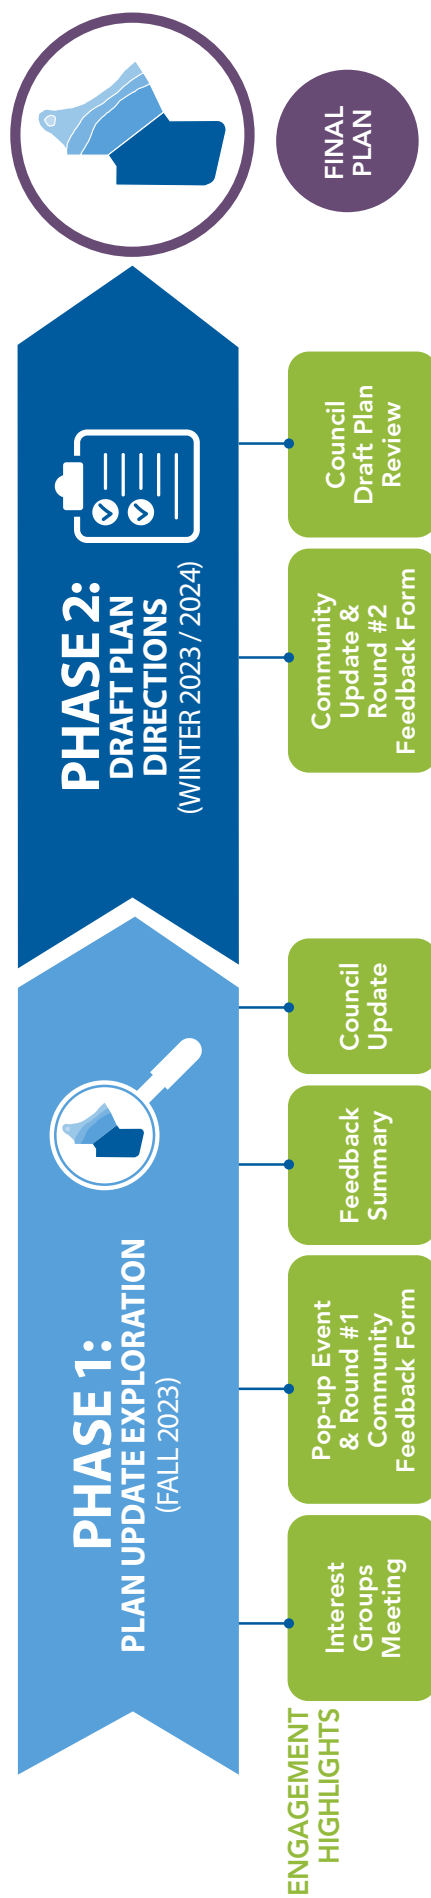 PHASE 1:
PLAN UPDATE EXPLORATION
(FALL 2023)
PHASE 2:
DRAFT PLAN
DIRECTIONS
(WINTER 2023 / 2024)
ENGAGEMENT
HIGHLIGHTS
Interest
Groups
Meeting
Pop-up Event
& Round #1
Community
Feedback Form
Feedback
Summary
Council
Update
Community
Update &
Round #2
Feedback Form
Council
Draft Plan
Review
FINAL
PLAN